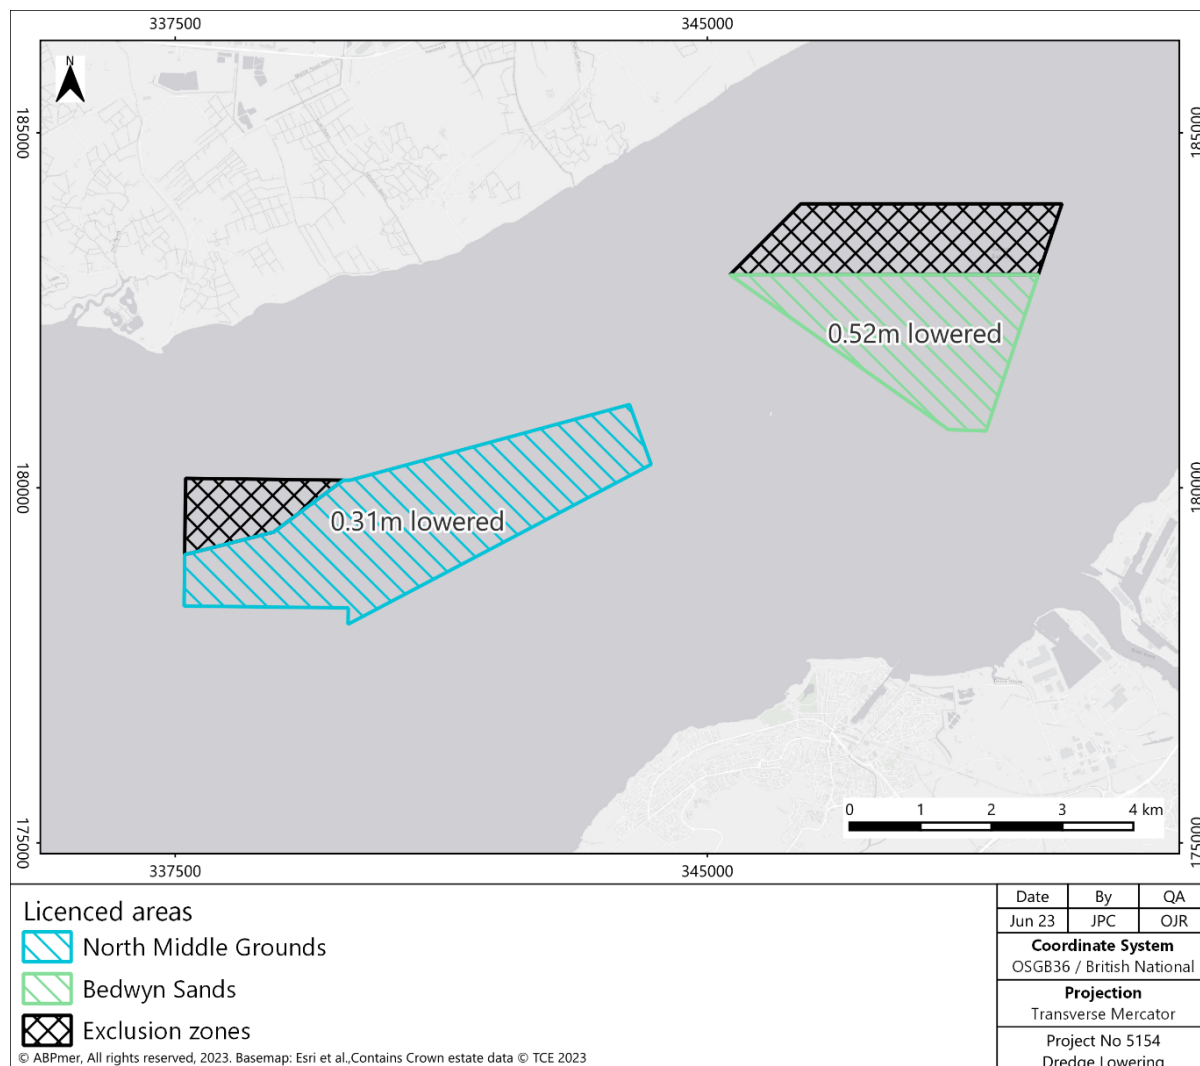 337500
345000
N
185000
185000
0.52m lowered
180000
180000
0.31m lowered
0 1 2 3 4 km
175000
175000
337500
345000
Licenced areas
North Middle Grounds
Bedwyn Sands
Exclusion zones
© ABPmer, All rights reserved, 2023. Basemap: Esri et al.,Contains Crown estate data © TCE 2023
Date By QA
Jun 23 JPC OJR
Coordinate System
OSGB36 / British National
Projection
Transverse Mercator
Project No 5154
Dredge Lowering